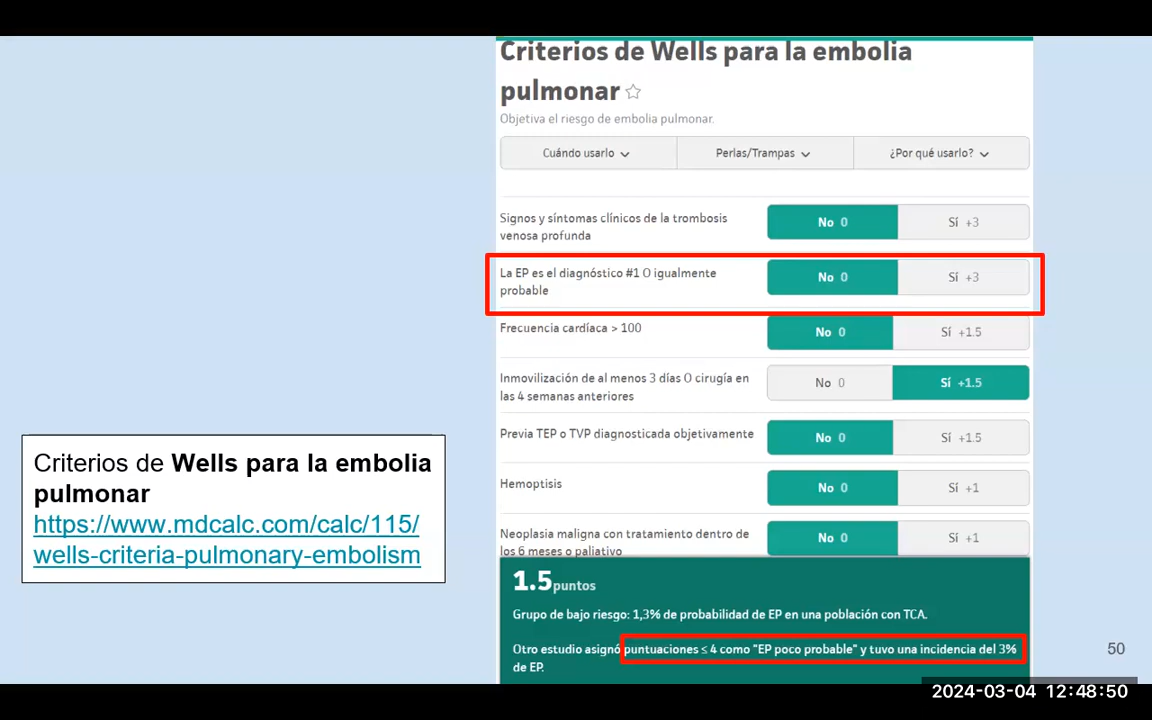 Criterios de Wells para la embolia
pulmonar
Objetiva el riesgo de embolia pulmonar.
Cuándo usarlo
Perlas/Trampas
¿Por qué usarlo?
Signos y síntomas clínicos de la trombosis
venosa profunda
No 0
Sí +3
La EP es el diagnóstico #1 O igualmente
probable
No 0
Sí +3
Frecuencia cardíaca > 100
No 0
Sí +1.5
Inmovilización de al menos 3 días O cirugía en
las 4 semanas anteriores
No 0
Sí +1.5
Previa TEP o TVP diagnosticada objetivamente
No 0
Sí +1.5
Hemoptisis
No 0
Sí +1
Neoplasia maligna con tratamiento dentro de
los 6 meses o paliativo
No 0
Sí +1
1.5 puntos
Grupo de bajo riesgo: 1,3% de probabilidad de EP en una población con TCA.
Otro estudio asignó puntuaciones ≤ 4 como "EP poco probable" y tuvo una incidencia del 3%
de EP.
Criterios de Wells para la embolia
pulmonar
https://www.mdcalc.com/calc/115/
wells-criteria-pulmonary-embolism
50
2024-03-04 12:48:50